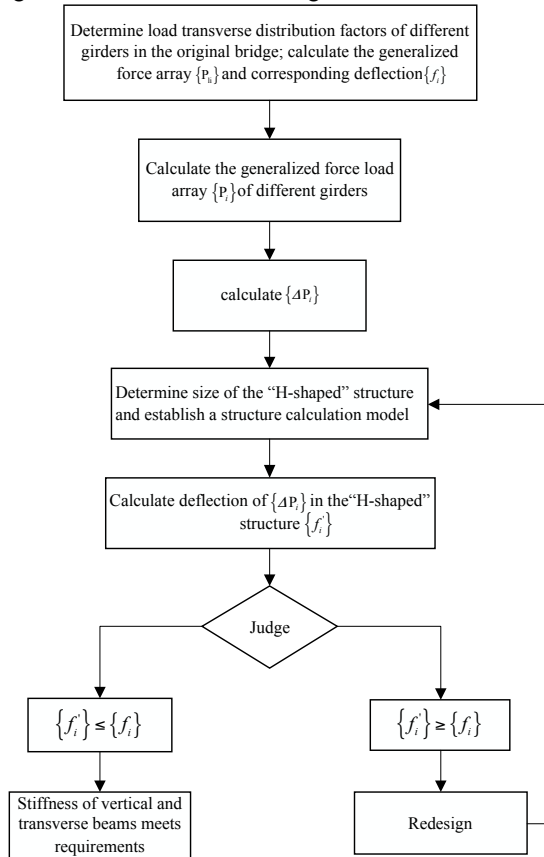 Determine load transverse distribution factors of different
girders in the original bridge; calculate the generalized
force array {P_li} and corresponding deflection{f_i}
Calculate the generalized force load
array {P_i} of different girders
calculate {ΔP_i}
Determine size of the “H-shaped” structure
and establish a structure calculation model
Calculate deflection of {ΔP_i} in the“H-shaped”
structure {f_i'}
Judge
{f_i'} ≤ {f_i}
{f_i'} ≥ {f_i}
Stiffness of vertical and
transverse beams meets
requirements
Redesign